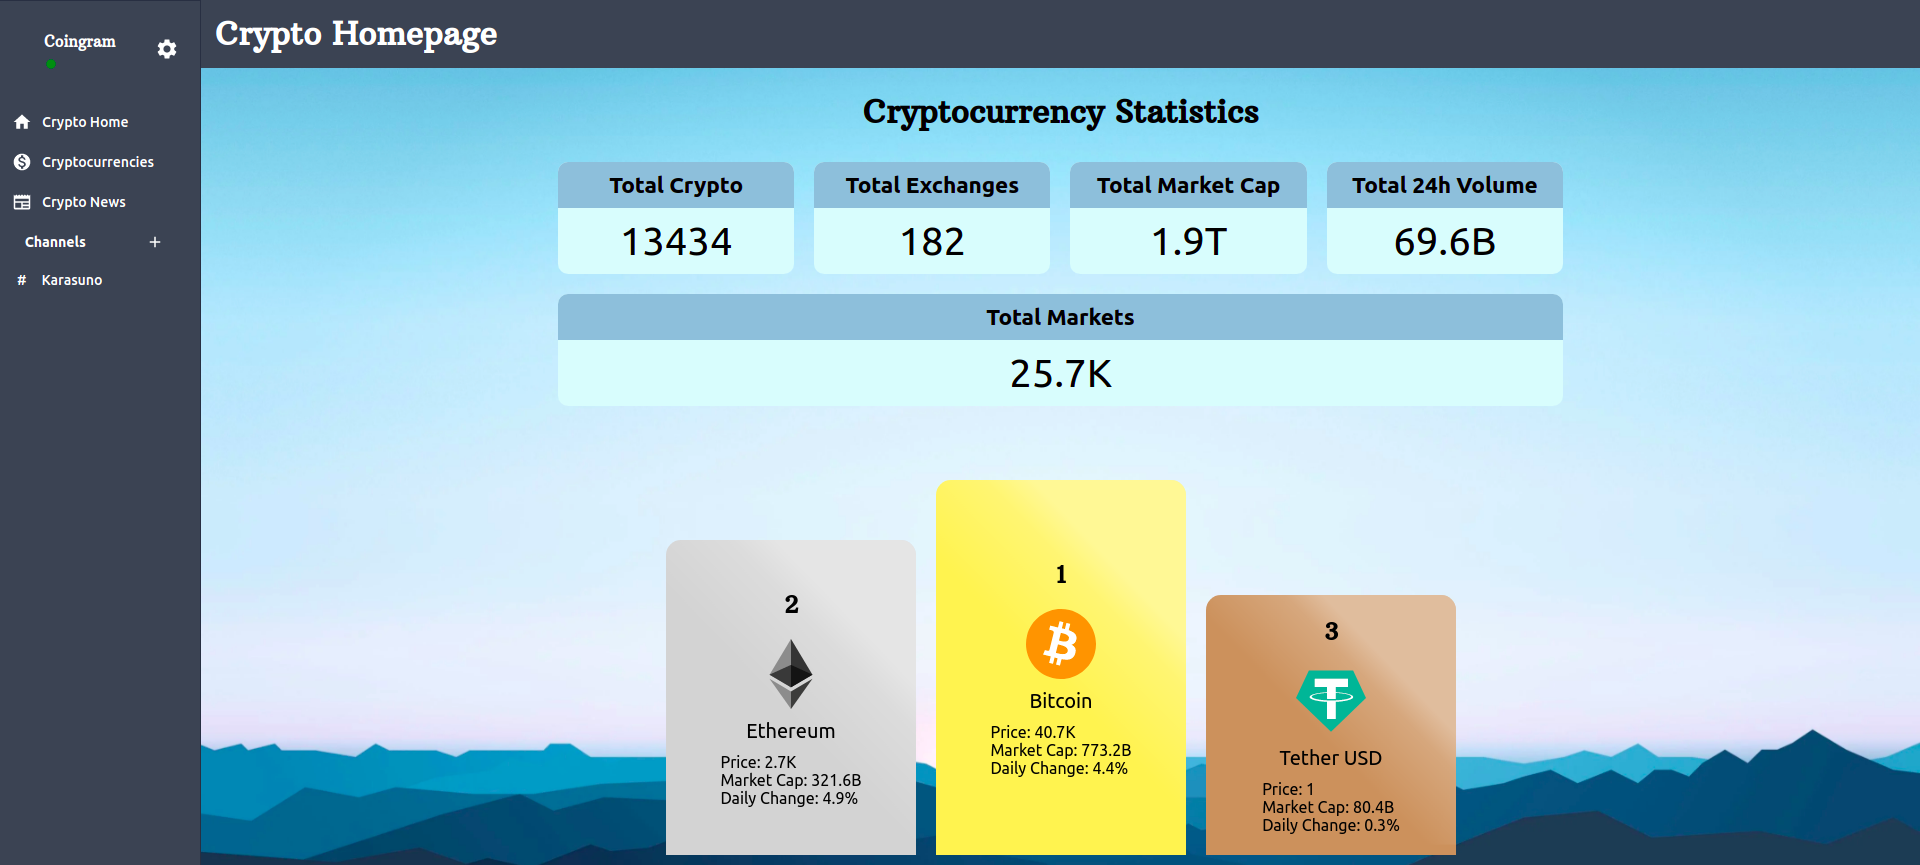 Coingram
Crypto Home
Cryptocurrencies
Crypto News
Channels +
# Karasuno
Crypto Homepage
Cryptocurrency Statistics
Total Crypto
13434
Total Exchanges
182
Total Market Cap
1.9T
Total 24h Volume
69.6B
Total Markets
25.7K
2
Ethereum
Price: 2.7K
Market Cap: 321.6B
Daily Change: 4.9%
1
Bitcoin
Price: 40.7K
Market Cap: 773.2B
Daily Change: 4.4%
3
Tether USD
Price: 1
Market Cap: 80.4B
Daily Change: 0.3%